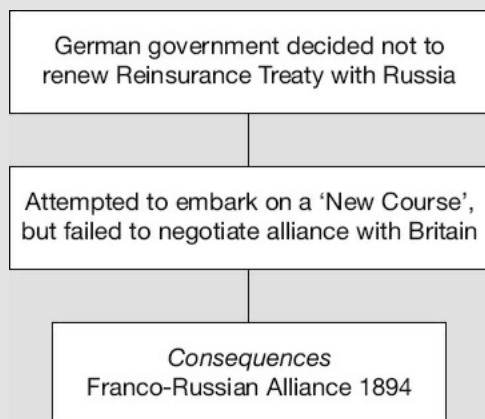 German government decided not to
renew Reinsurance Treaty with Russia
Attempted to embark on a ‘New Course’,
but failed to negotiate alliance with Britain
Consequences
Franco-Russian Alliance 1894